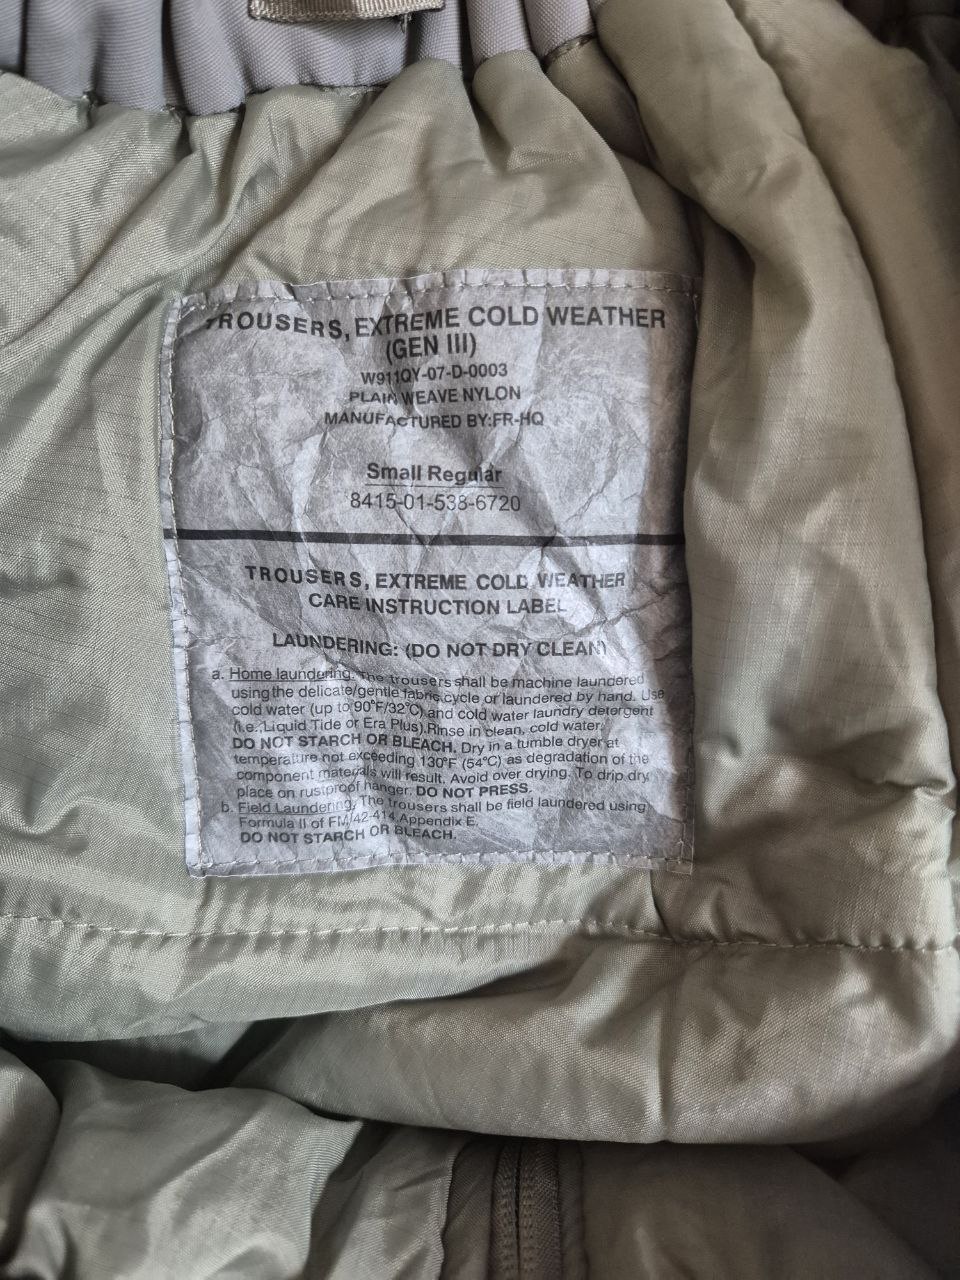 TROUSERS, EXTREME COLD WEATHER
(GEN III)
W911QY-07-D-0003
PLAIN WEAVE NYLON
MANUFACTURED BY:FR-HQ
Small Regular
8415-01-538-6720
TROUSERS, EXTREME COLD WEATHER
CARE INSTRUCTION LABEL
LAUNDERING: (DO NOT DRY CLEAN)
a. Home laundering. The trousers shall be machine laundered
using the delicate/gentle fabric cycle or laundered by hand. Use
cold water (up to 90°F/32°C) and cold water laundry detergent
(i.e.,Liquid Tide or Era Plus).Rinse in clean, cold water.
DO NOT STARCH OR BLEACH. Dry in a tumble dryer at
temperature not exceeding 130°F (54°C) as degradation of the
component materials will result. Avoid over drying. To drip dry,
place on rustproof hanger. DO NOT PRESS.
b. Field Laundering. The trousers shall be field laundered using
Formula II of FM/42-414,Appendix E.
DO NOT STARCH OR BLEACH.